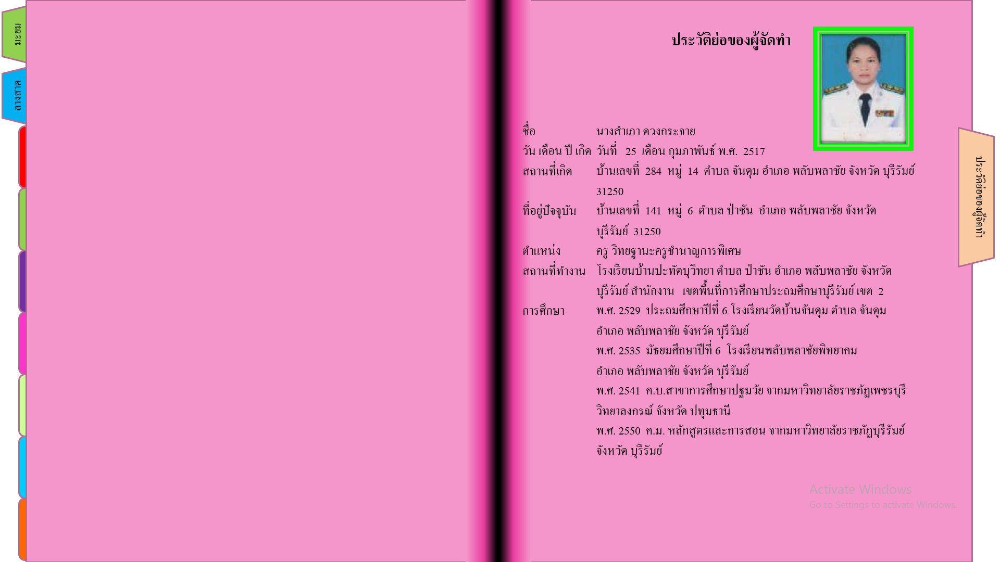 มะยม
ลางสาด
ประวัติย่อของผู้จัดทำ
ชื่อ นางสำเภา ดวงกระจาย
วัน เดือน ปี เกิด วันที่ 25 เดือน กุมภาพันธ์ พ.ศ. 2517
สถานที่เกิด บ้านเลขที่ 284 หมู่ 14 ตำบล จันดุม อำเภอ พลับพลาชัย จังหวัด บุรีรัมย์
31250
ที่อยู่ปัจจุบัน บ้านเลขที่ 141 หมู่ 6 ตำบล ป่าชัน อำเภอ พลับพลาชัย จังหวัด
บุรีรัมย์ 31250
ตำแหน่ง ครู วิทยฐานะครูชำนาญการพิเศษ
สถานที่ทำงาน โรงเรียนบ้านปะทัดบุวิทยา ตำบล ป่าชัน อำเภอ พลับพลาชัย จังหวัด
บุรีรัมย์ สำนักงาน เขตพื้นที่การศึกษาประถมศึกษาบุรีรัมย์ เขต 2
การศึกษา พ.ศ. 2529 ประถมศึกษาปีที่ 6 โรงเรียนวัดบ้านจันดุม ตำบล จันดุม
อำเภอ พลับพลาชัย จังหวัด บุรีรัมย์
พ.ศ. 2535 มัธยมศึกษาปีที่ 6 โรงเรียนพลับพลาชัยพิทยาคม
อำเภอ พลับพลาชัย จังหวัด บุรีรัมย์
พ.ศ. 2541 ค.บ.สาขาการศึกษาปฐมวัย จากมหาวิทยาลัยราชภัฏเพชรบุรี
วิทยาลงกรณ์ จังหวัด ปทุมธานี
พ.ศ. 2550 ค.ม. หลักสูตรและการสอน จากมหาวิทยาลัยราชภัฏบุรีรัมย์
จังหวัด บุรีรัมย์
ประวัติย่อของผู้จัดทำ
Activate Windows
Go to Settings to activate Windows.